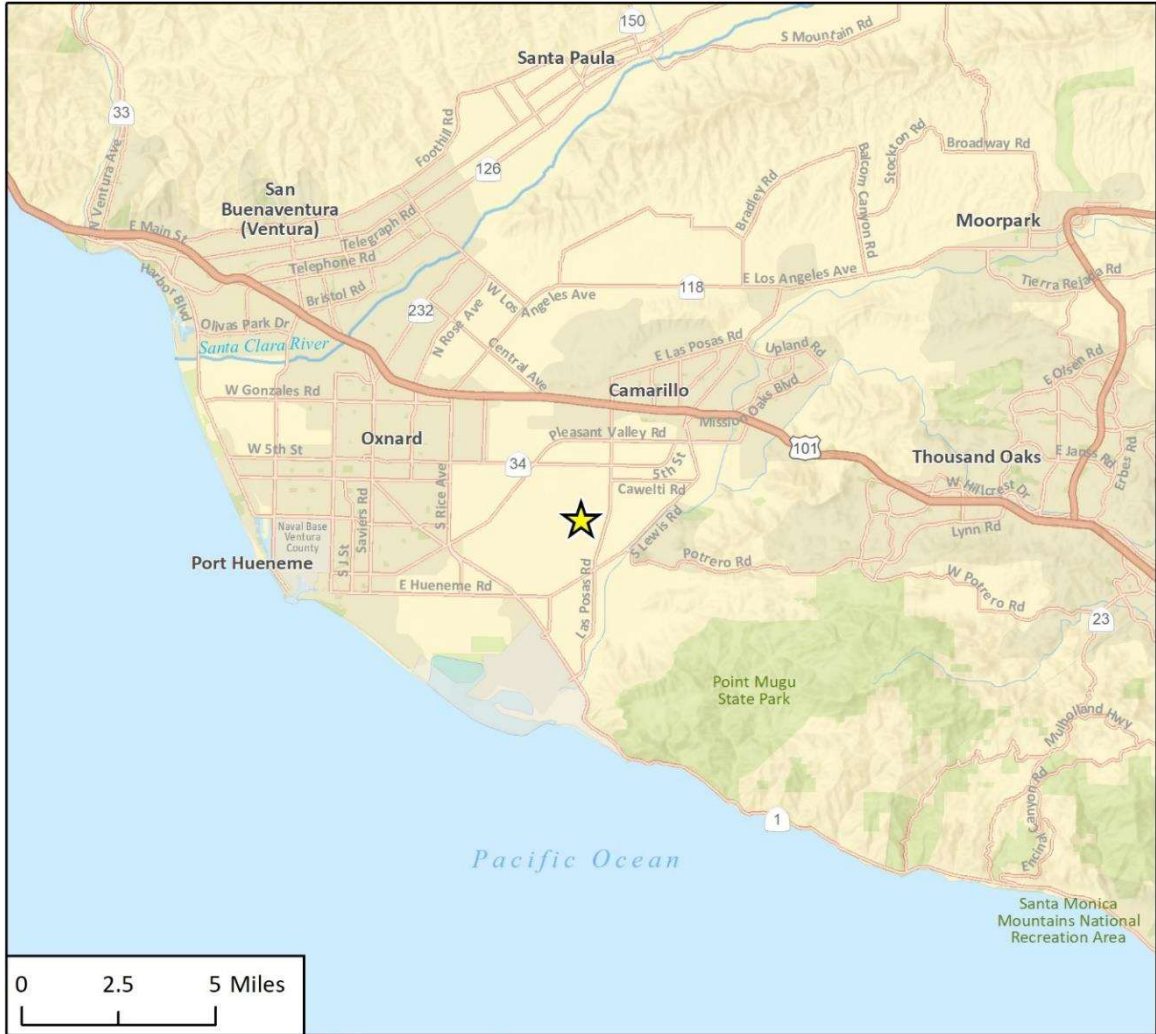 150
S Mountain Rd
Santa Paula
33
Foothill Rd
126
Stockton Rd
Broadway Rd
Balcom Canyon Rd
Bradley Rd
N Ventura Ave
San
Buenaventura
(Ventura)
Moorpark
E Main St
Telegraph Rd
Telephone Rd
Harbor Blvd
Bristol Rd
E Los Angeles Ave
118
Tierra Rejada Rd
W Los Angeles Ave
232
N Rose Ave
Olivas Park Dr
Santa Clara River
Central Ave
E Las Posas Rd
Upland Rd
E Olsen Rd
W Gonzales Rd
Camarillo
Mission Oaks Blvd
Pleasant Valley Rd
Oxnard
W 5th St
34
5th St
101
Thousand Oaks
E Janss Rd
Erbes Rd
Cawelti Rd
W Hillcrest Dr
S Rice Ave
Saviers Rd
S J St
Naval Base
Ventura
County
S Lewis Rd
Lynn Rd
Port Hueneme
Potrero Rd
E Hueneme Rd
W Potrero Rd
Las Posas Rd
23
Point Mugu
State Park
Mulholland Hwy
Encinal Canyon Rd
1
Pacific Ocean
Santa Monica
Mountains National
Recreation Area
0 2.5 5 Miles